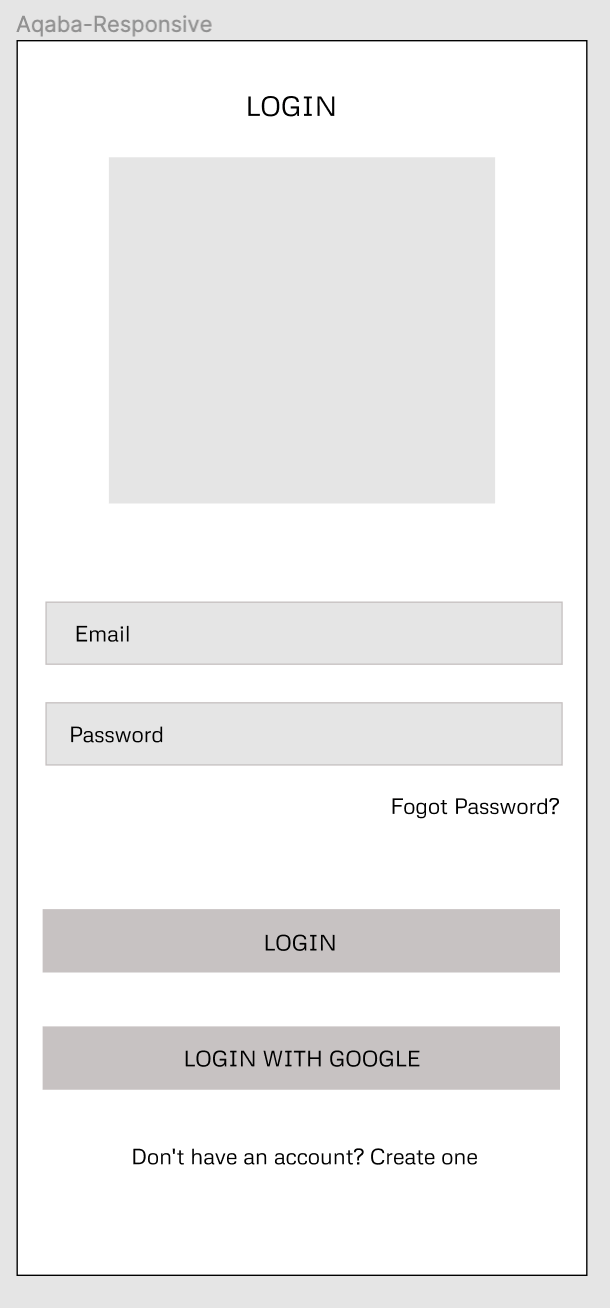 Aqaba-Responsive
LOGIN
Email
Password
Fogot Password?
LOGIN
LOGIN WITH GOOGLE
Don't have an account? Create one